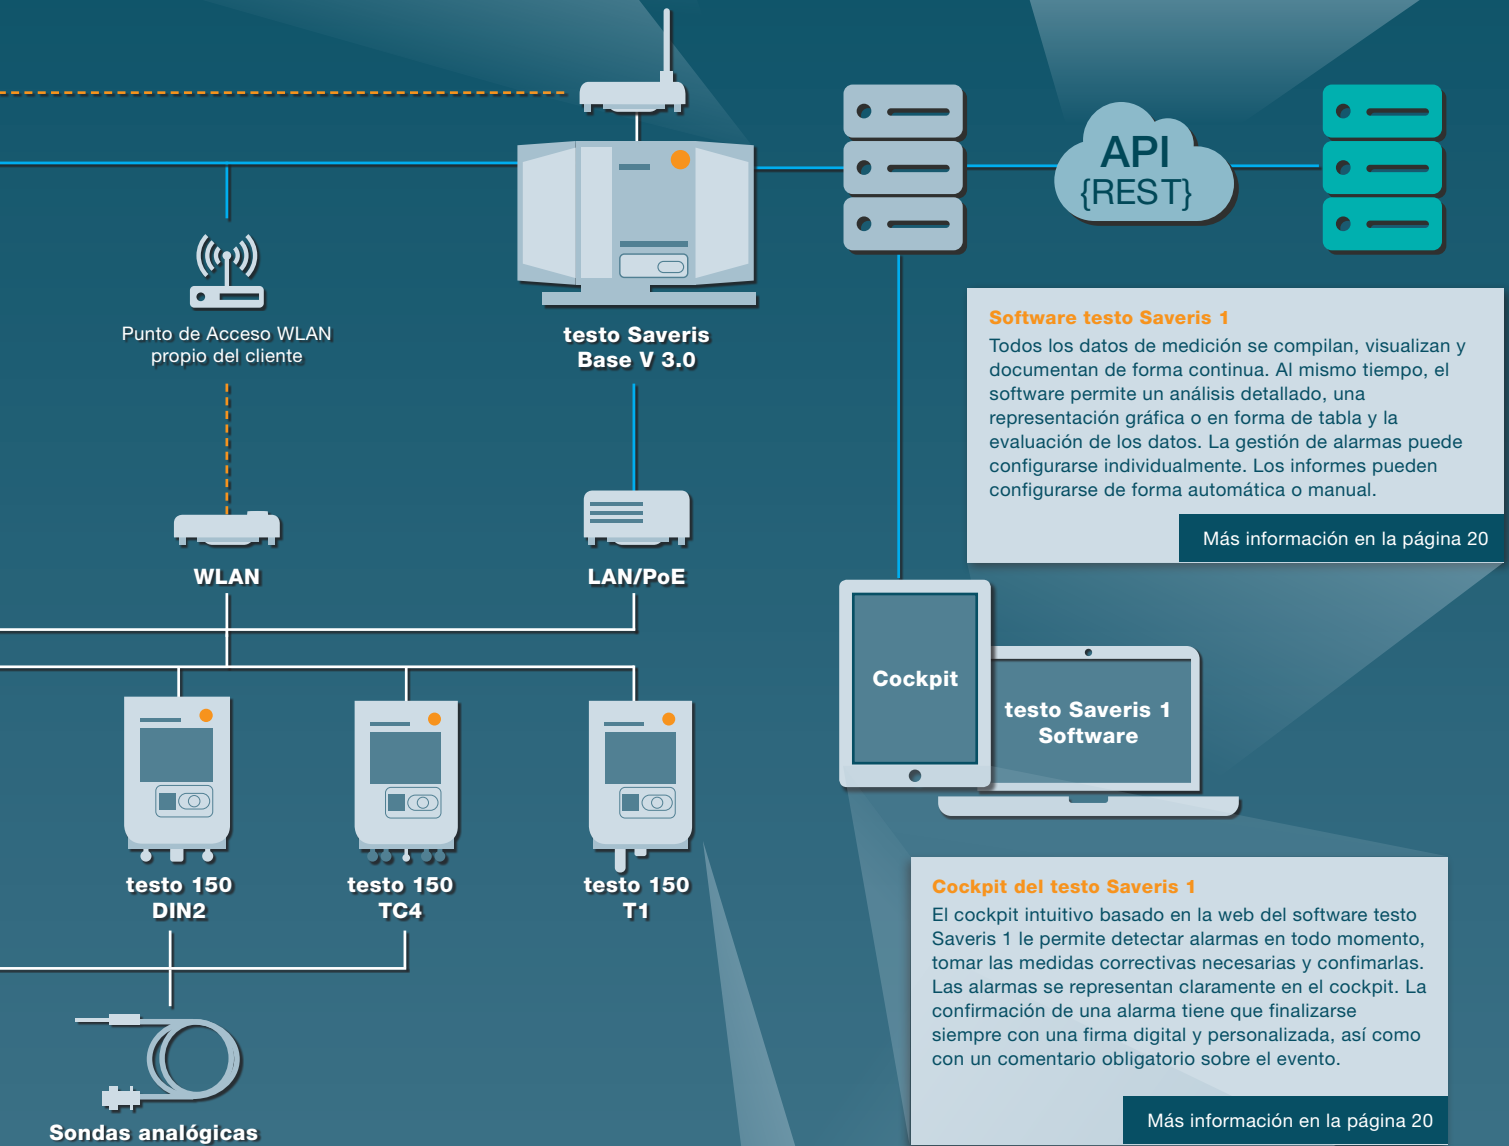 API
{REST}
Punto de Acceso WLAN
propio del cliente
testo Saveris
Base V 3.0
Software testo Saveris 1
Todos los datos de medición se compilan, visualizan y
documentan de forma continua. Al mismo tiempo, el
software permite un análisis detallado, una
representación gráfica o en forma de tabla y la
evaluación de los datos. La gestión de alarmas puede
configurarse individualmente. Los informes pueden
configurarse de forma automática o manual.
Más información en la página 20
WLAN
LAN/PoE
Cockpit
testo Saveris 1
Software
testo 150
DIN2
testo 150
TC4
testo 150
T1
Cockpit del testo Saveris 1
El cockpit intuitivo basado en la web del software testo
Saveris 1 le permite detectar alarmas en todo momento,
tomar las medidas correctivas necesarias y confimarlas.
Las alarmas se representan claramente en el cockpit. La
confirmación de una alarma tiene que finalizarse
siempre con una firma digital y personalizada, así como
con un comentario obligatorio sobre el evento.
Más información en la página 20
Sondas analógicas